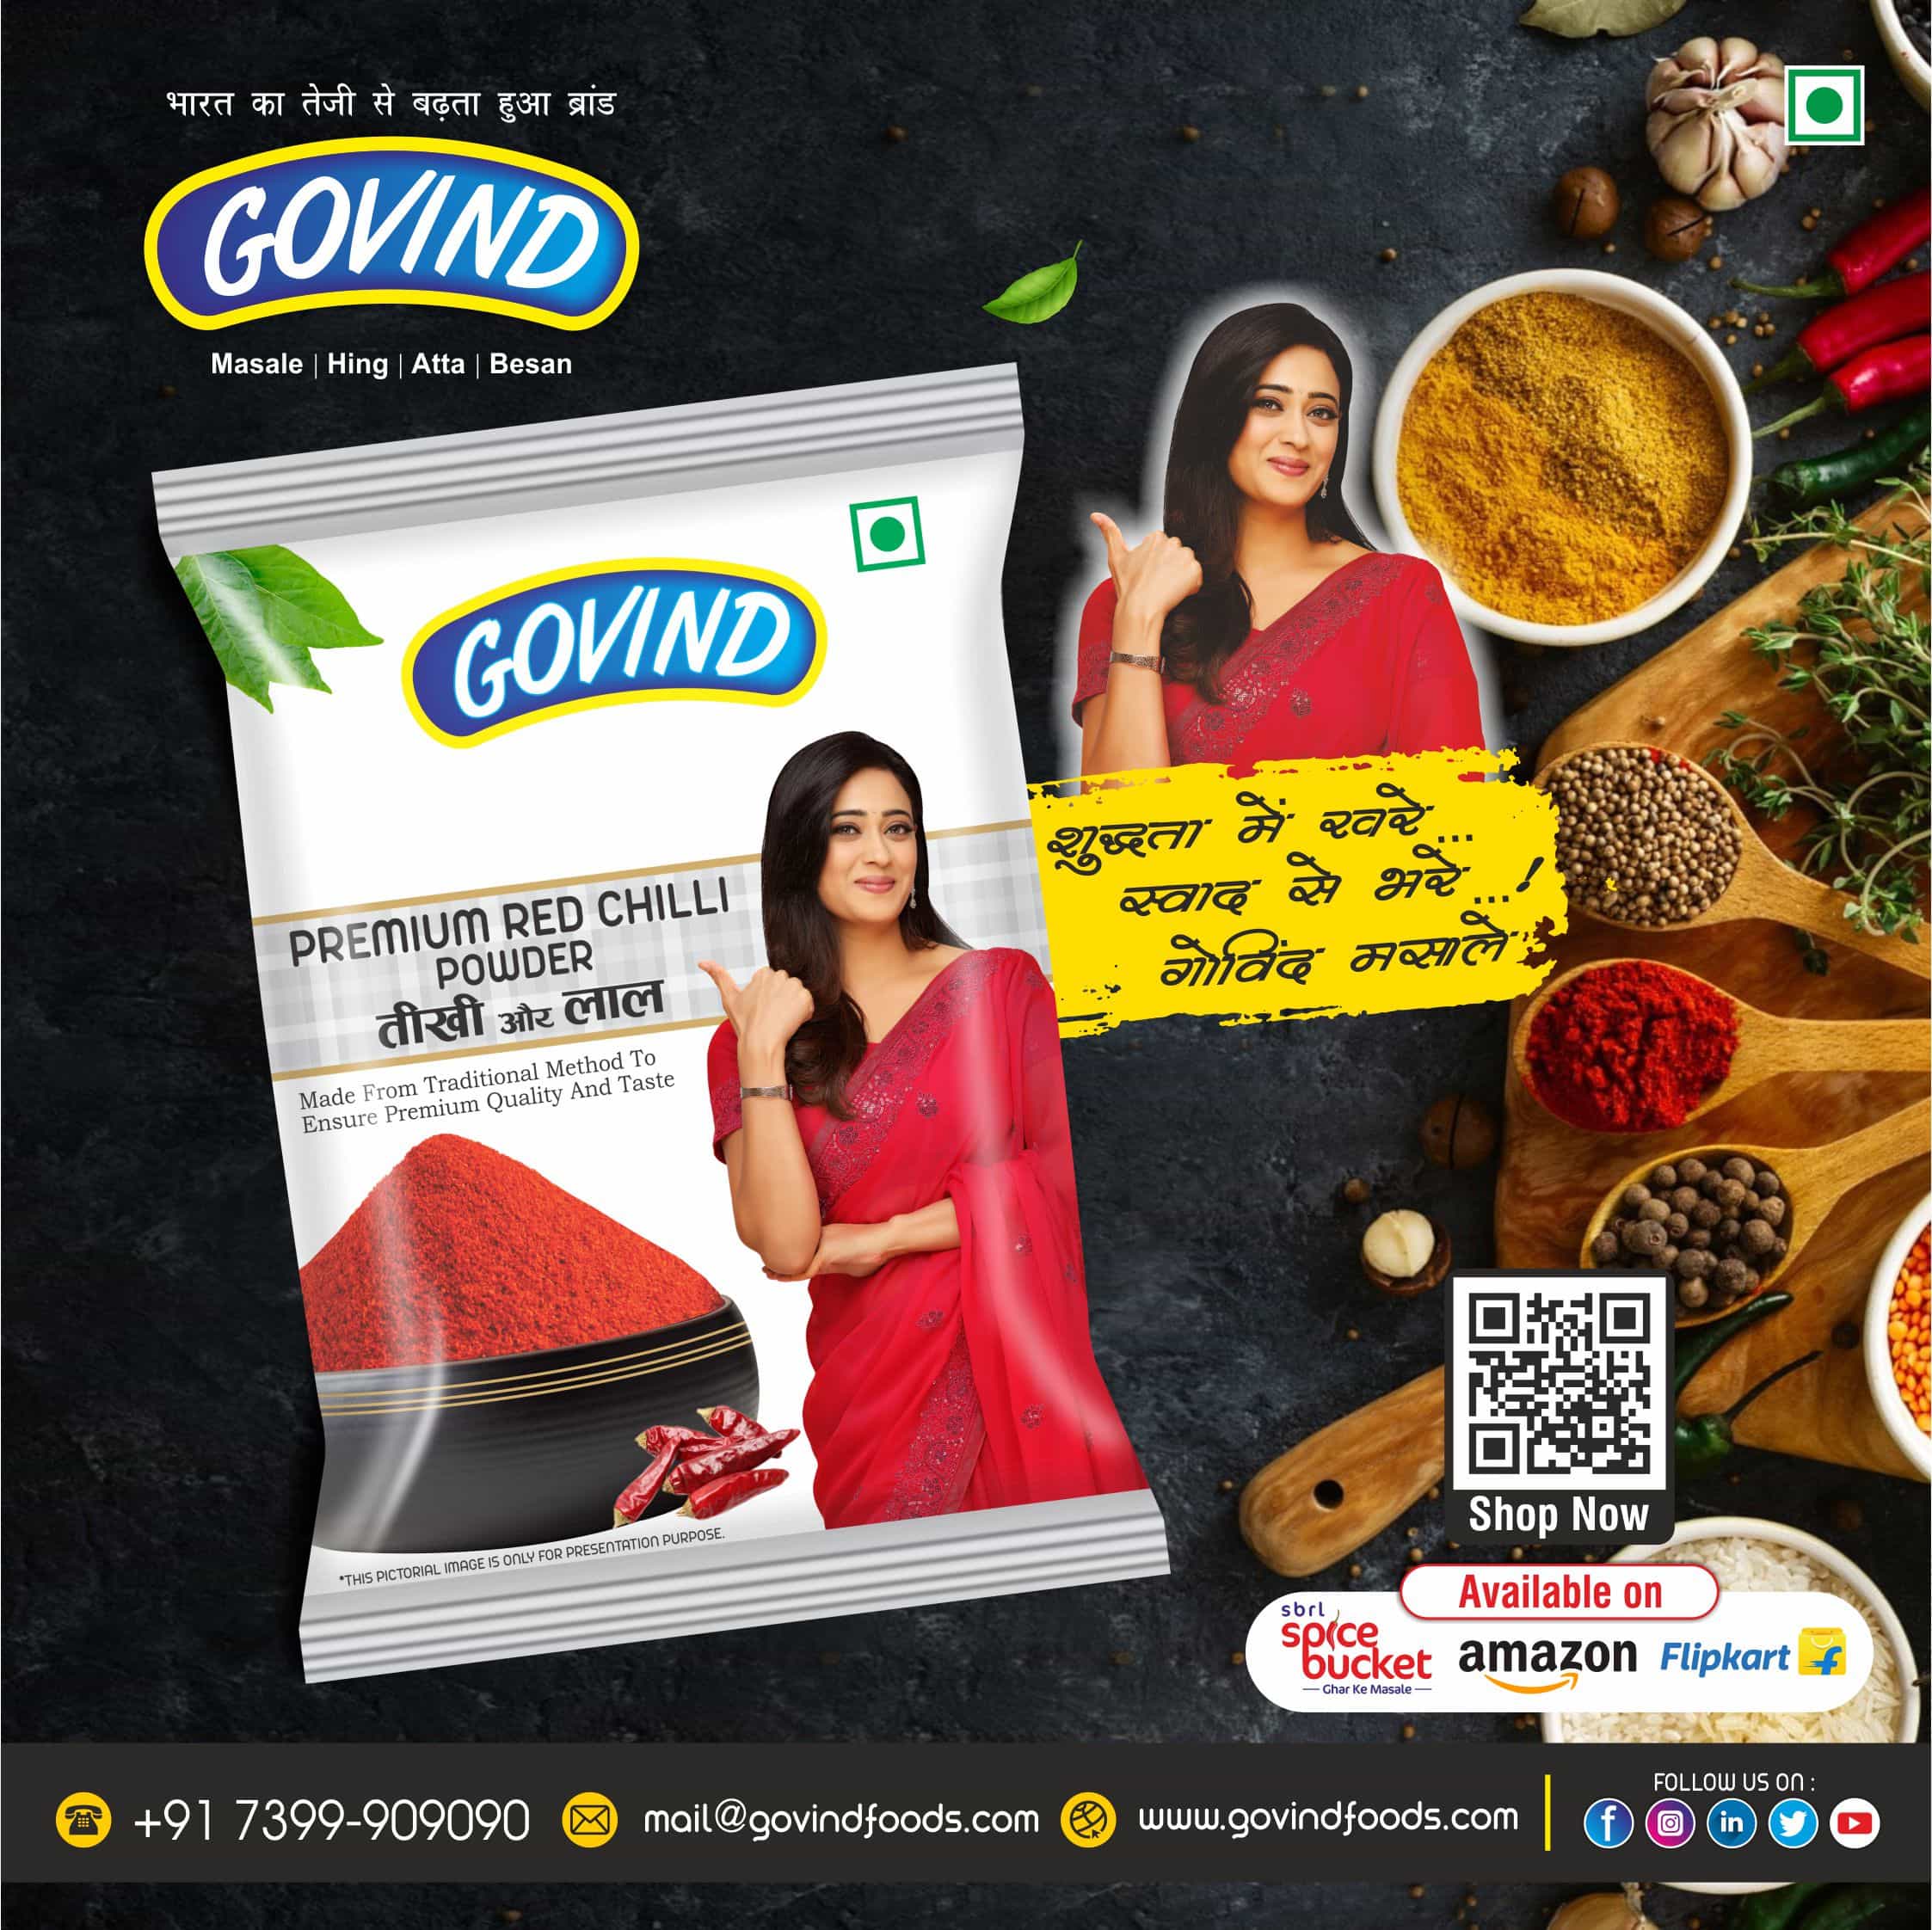 भारत का तेजी से बढ़ता हुआ ब्रांड
GOVIND
Masale | Hing | Atta | Besan
GOVIND
PREMIUM RED CHILLI
POWDER
तीखी और लाल
Made From Traditional Method To
Ensure Premium Quality And Taste
*THIS PICTORIAL IMAGE IS ONLY FOR PRESENTATION PURPOSE.
शुद्धता में खरे...
स्वाद से भरे...!
गोविंद मसाले
Shop Now
Available on
sbrl
spice
bucket
Ghar Ke Masale
amazon
Flipkart
+91 7399-909090
mail@govindfoods.com
www.govindfoods.com
FOLLOW US ON :